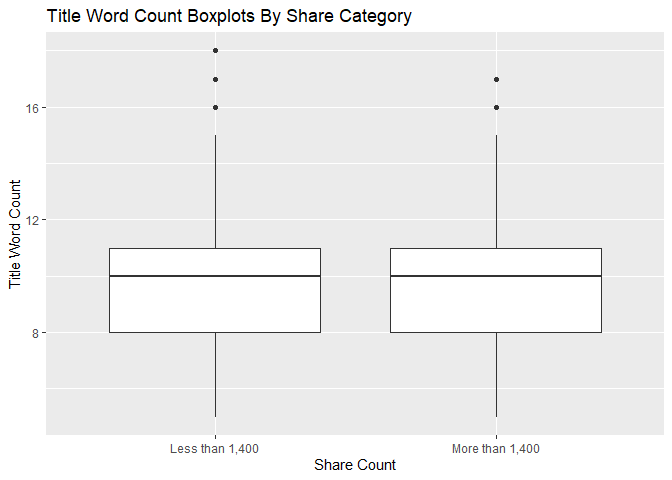 Title Word Count Boxplots By Share Category
16
12
8
Title Word Count
Less than 1,400
More than 1,400
Share Count